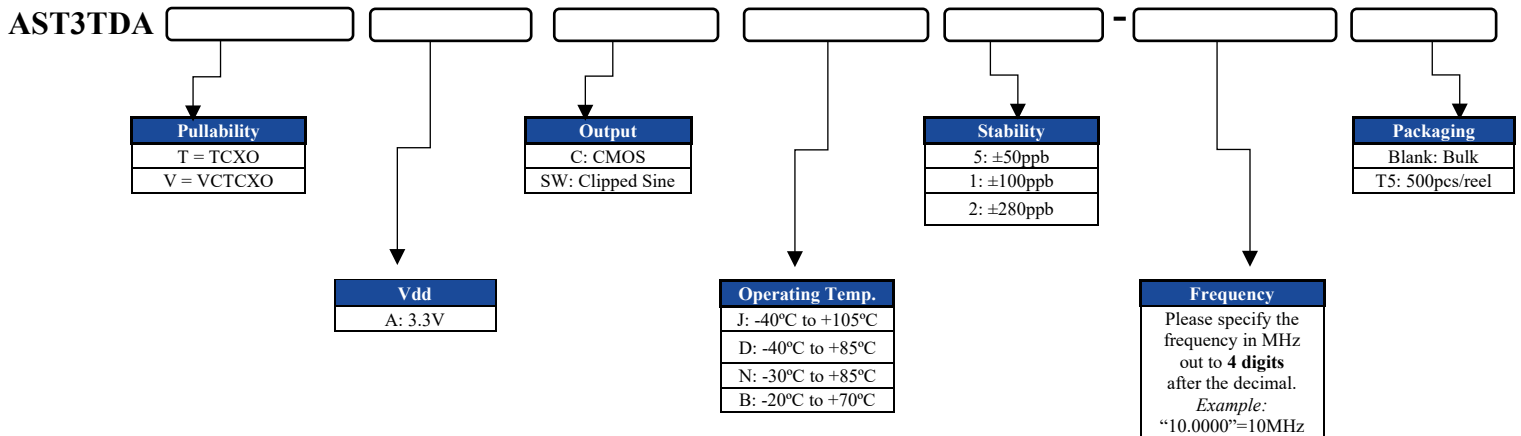 AST3TDA -
Pullability
T = TCXO
V = VCTCXO
Vdd
A: 3.3V
Output
C: CMOS
SW: Clipped Sine
Operating Temp.
J: -40ºC to +105ºC
D: -40ºC to +85ºC
N: -30ºC to +85ºC
B: -20ºC to +70ºC
Stability
5: ±50ppb
1: ±100ppb
2: ±280ppb
Frequency
Please specify the
frequency in MHz
out to 4 digits
after the decimal.
Example:
“10.0000”=10MHz
Packaging
Blank: Bulk
T5: 500pcs/reel